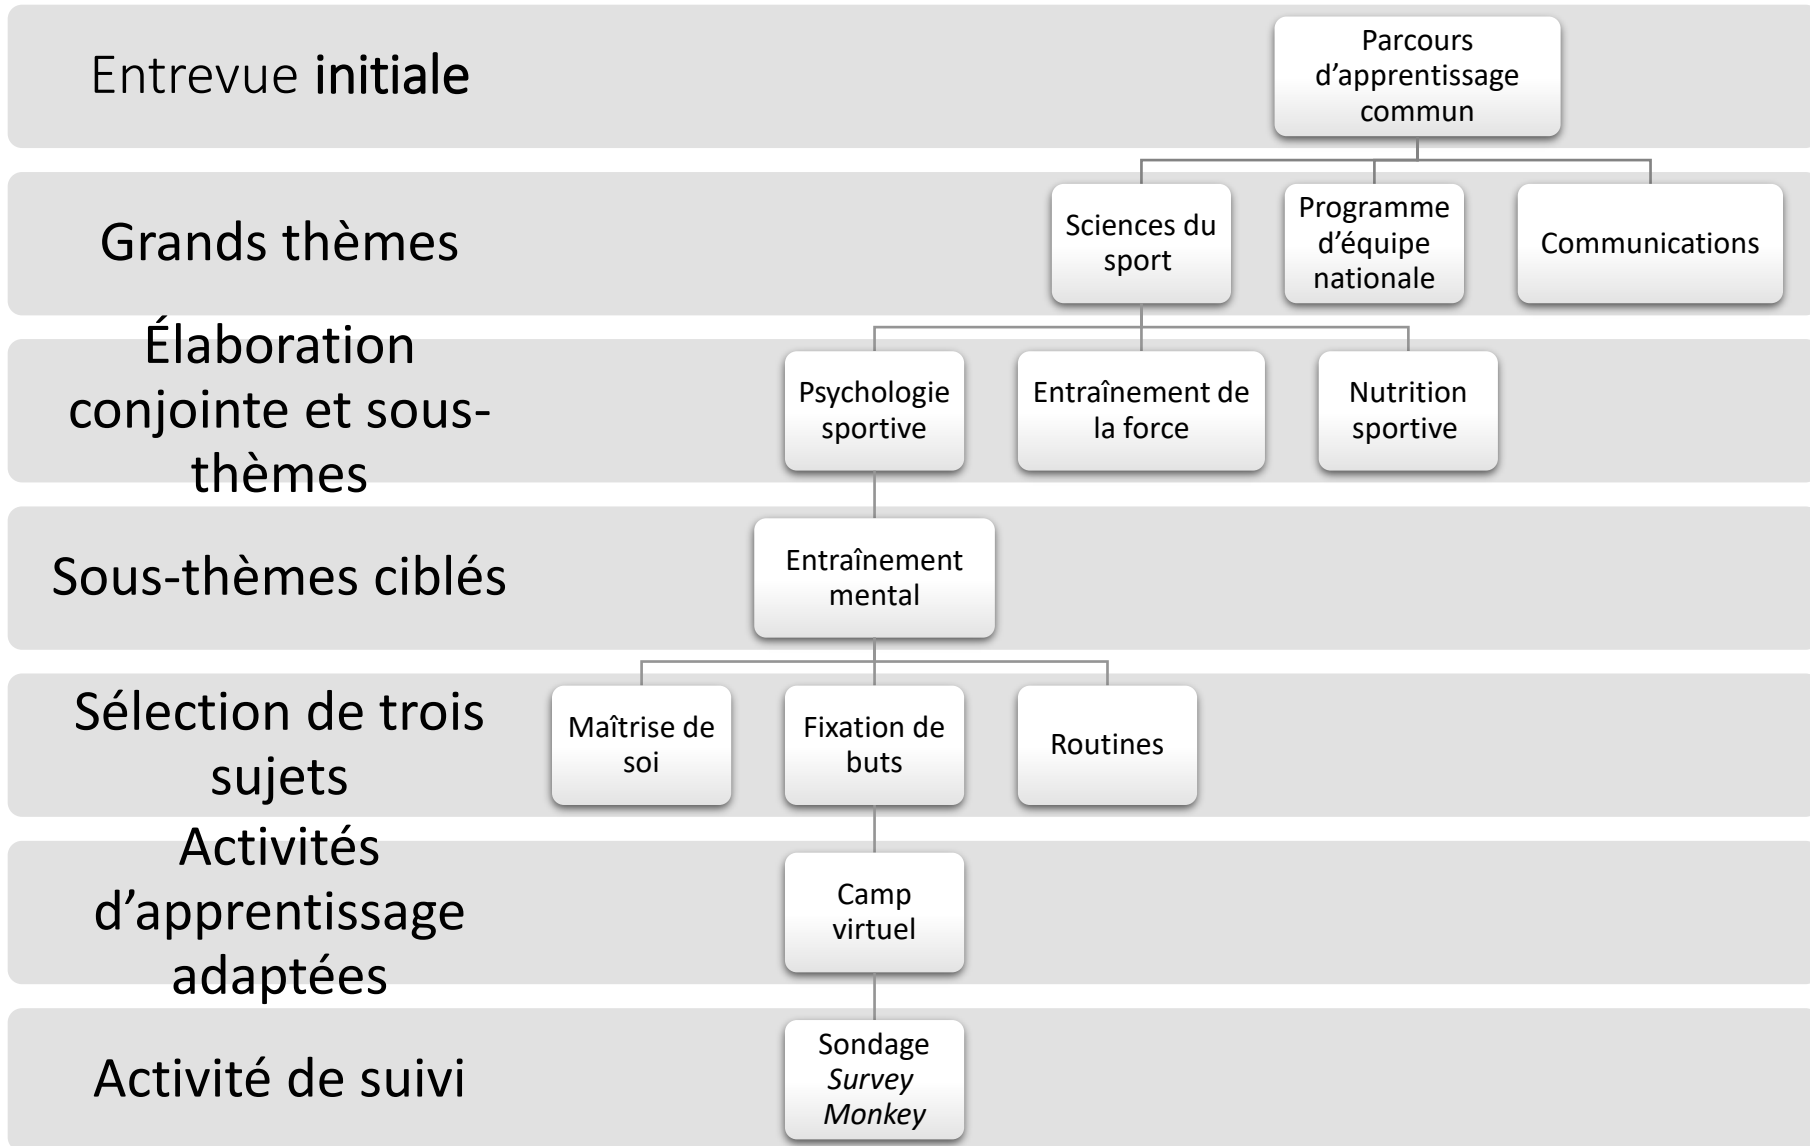 Entrevue initiale
Parcours
d’apprentissage
commun
Grands thèmes
Sciences du
sport
Programme
d’équipe
nationale
Communications
Élaboration
conjointe et sous-
thèmes
Psychologie
sportive
Entraînement de
la force
Nutrition
sportive
Sous-thèmes ciblés
Entraînement
mental
Sélection de trois
sujets
Maîtrise de
soi
Fixation de
buts
Routines
Activités
d’apprentissage
adaptées
Camp
virtuel
Activité de suivi
Sondage
Survey
Monkey